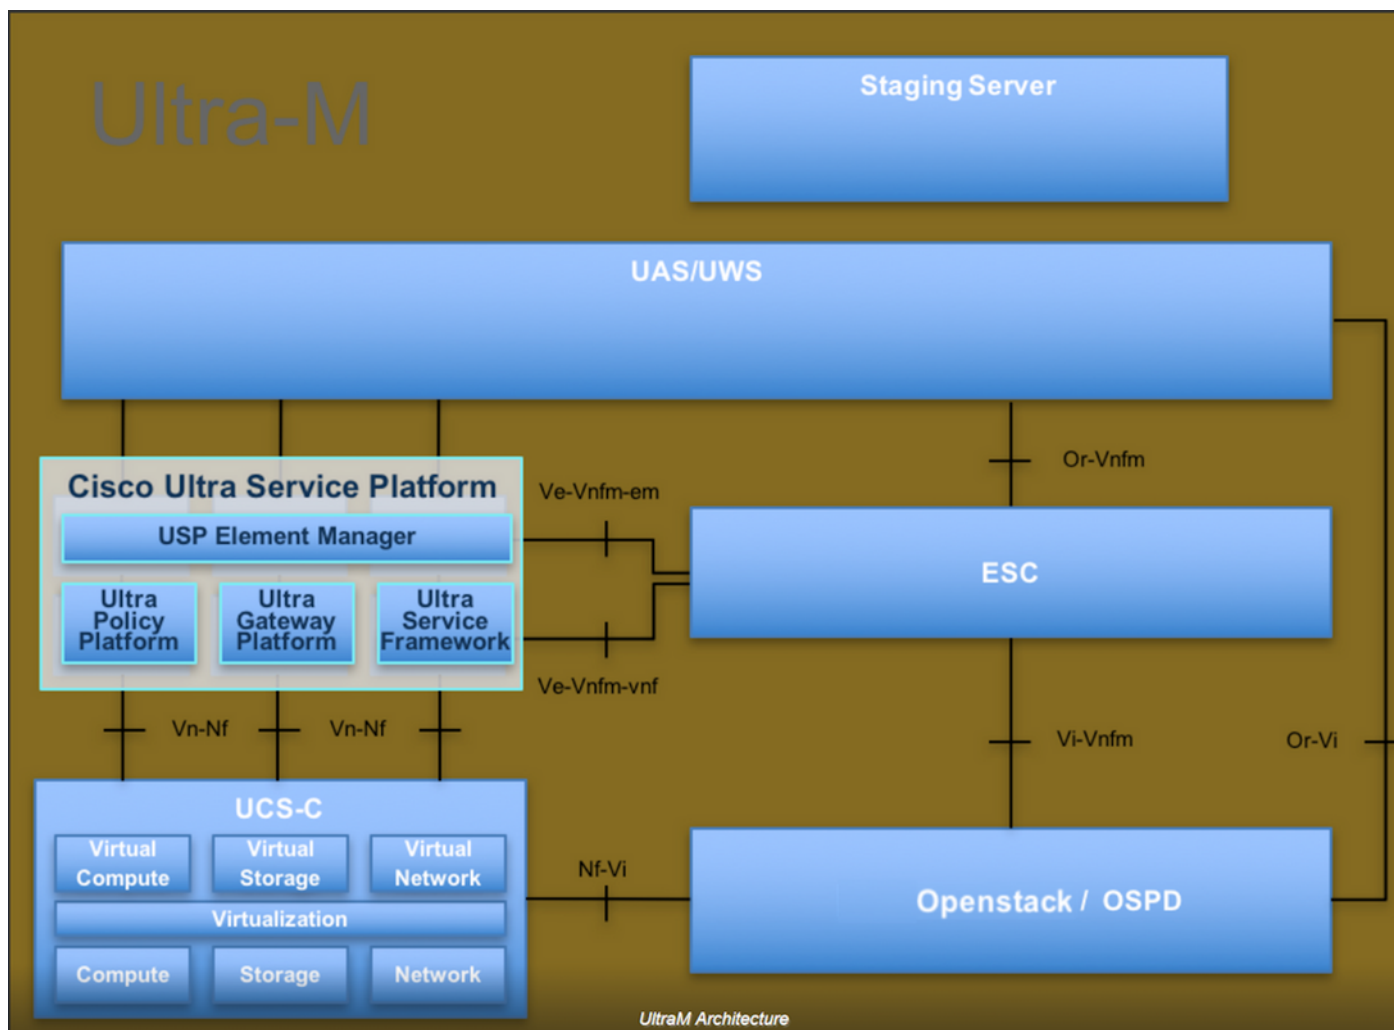 Ultra-M
Staging Server
UAS/UWS
Or-Vnfm
Cisco Ultra Service Platform
Ve-Vnfm-em
USP Element Manager
ESC
Ultra
Policy
Platform
Ultra
Gateway
Platform
Ultra
Service
Framework
Ve-Vnfm-vnf
Vn-Nf
Vn-Nf
Vi-Vnfm
Or-Vi
UCS-C
Virtual
Compute
Virtual
Storage
Virtual
Network
Nf-Vi
Openstack / OSPD
Virtualization
Compute
Storage
Network
UltraM Architecture